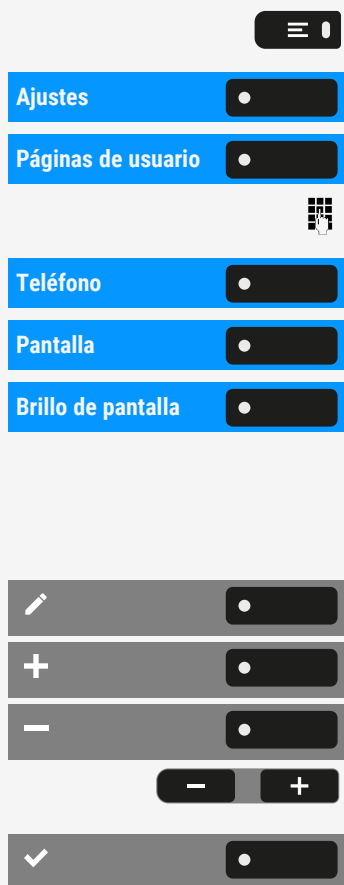 Ajustes
Páginas de usuario
Teléfono
Pantalla
Brillo de pantalla